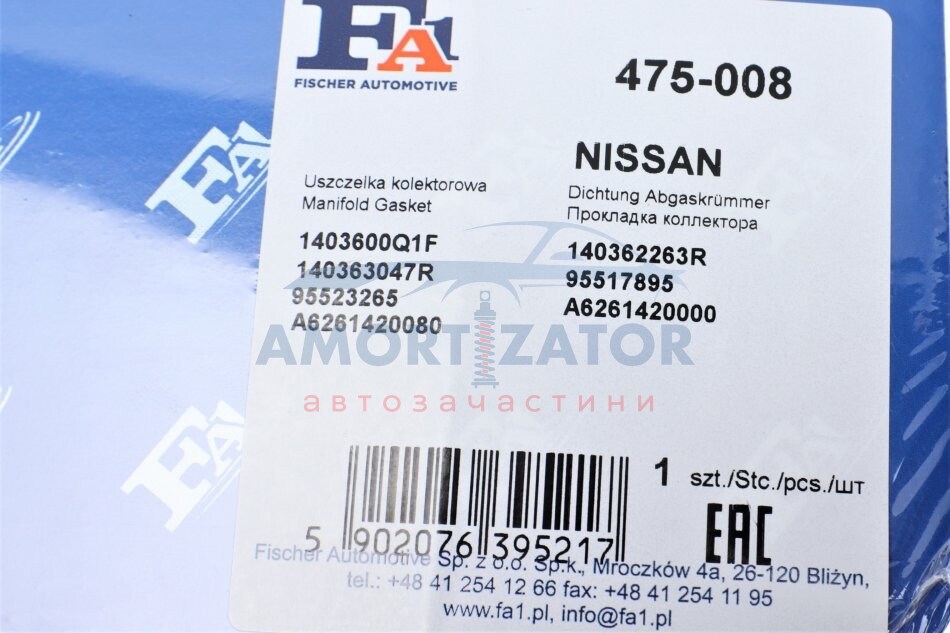 FA1
FISCHER AUTOMOTIVE
475-008
NISSAN
Uszczelka kolektorowa
Manifold Gasket
Dichtung Abgaskrümmer
Прокладка коллектора
1403600Q1F
140363047R
95523265
A6261420080
140362263R
95517895
A6261420000
AMORTIZATOR
автозачастини
1 szt./Stc./pcs./шт
EAC
5 902076 395217
Fischer Automotive Sp. z o.o. Sp.k., Mroczków 4a, 26-120 Bliżyn,
tel.: +48 41 254 12 66 fax: +48 41 254 11 95
www.fa1.pl, info@fa1.pl
FA1
FA1